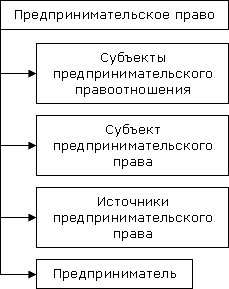 Предпринимательское право
Субъекты
предпринимательского
правоотношения
Субъект
предпринимательского
права
Источники
предпринимательского
права
Предприниматель